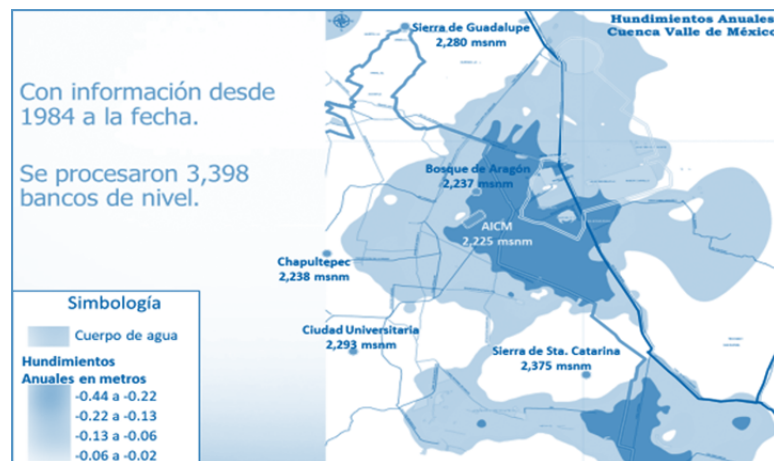 Hundimientos Anuales
Cuenca Valle de México
Sierra de Guadalupe
2,280 msnm
Con información desde
1984 a la fecha.
Se procesaron 3,398
bancos de nivel.
Bosque de Aragón
2,237 msnm
AICM
2,225 msnm
Chapultepec
2,238 msnm
Ciudad Universitaria
2,293 msnm
Sierra de Sta. Catarina
2,375 msnm
Simbología
Cuerpo de agua
Hundimientos
Anuales en metros
-0.44 a -0.22
-0.22 a -0.13
-0.13 a -0.06
-0.06 a -0.02